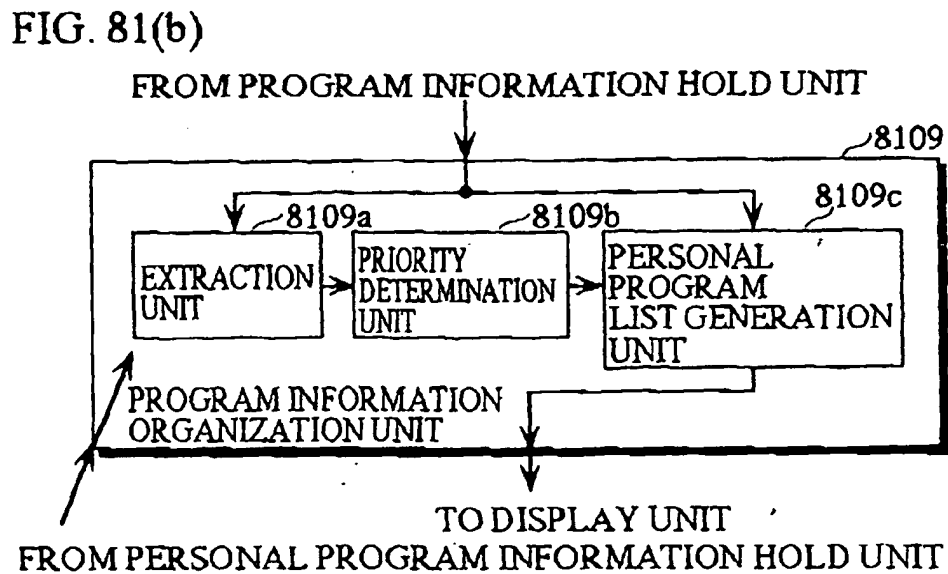 FIG. 81(b)
FROM PROGRAM INFORMATION HOLD UNIT
8109
8109a
8109b
8109c
EXTRACTION
UNIT
PRIORITY
DETERMINATION
UNIT
PERSONAL
PROGRAM
LIST GENERATION
UNIT
PROGRAM INFORMATION
ORGANIZATION UNIT
TO DISPLAY UNIT
FROM PERSONAL PROGRAM INFORMATION HOLD UNIT